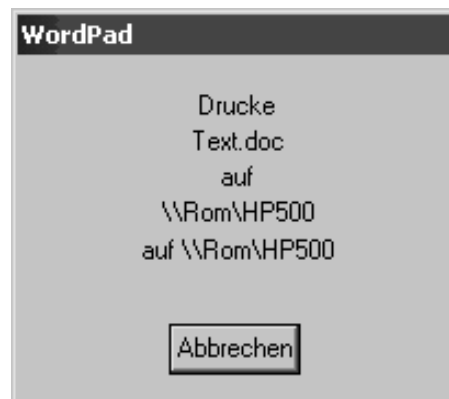 WordPad
Drucke
Text.doc
auf
\\Rom\HP500
auf \\Rom\HP500
Abbrechen